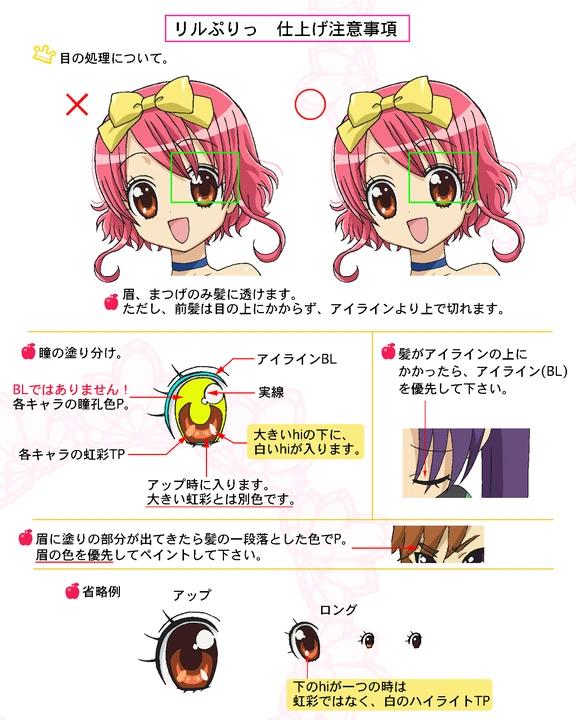 リルぷりっ　仕上げ注意事項
目の処理について。
眉、まつげのみ髪に透けます。
ただし、前髪は目の上にかからず、アイラインより上で切れます。
瞳の塗り分け。
アイラインBL
BLではありません！
各キャラの瞳孔色P。
実線
大きいhiの下に、
白いhiが入ります。
各キャラの虹彩TP
アップ時に入ります。
大きい虹彩とは別色です。
髪がアイラインの上に
かかったら、アイライン(BL)
を優先して下さい。
眉に塗りの部分が出てきたら髪の一段落とした色でP。
眉の色を優先してペイントして下さい。
省略例
アップ
ロング
下のhiが一つの時は
虹彩ではなく、白のハイライトTP